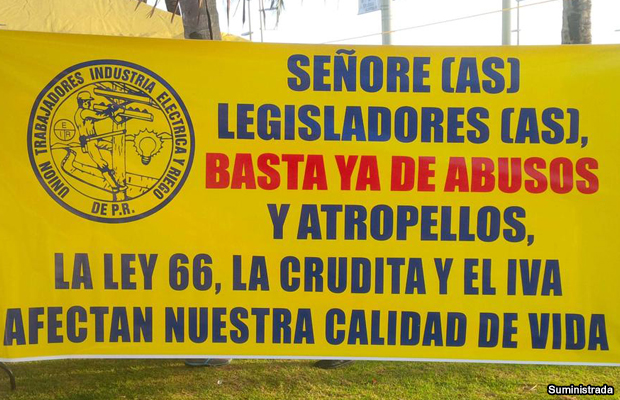 UNION TRABAJADORES INDUSTRIA ELECTRICA Y RIEGO
DE P.R.
SEÑORE (AS)
LEGISLADORES (AS),
BASTA YA DE ABUSOS
Y ATROPELLOS,
LA LEY 66, LA CRUDITA Y EL IVA
AFECTAN NUESTRA CALIDAD DE VIDA
Suministrada